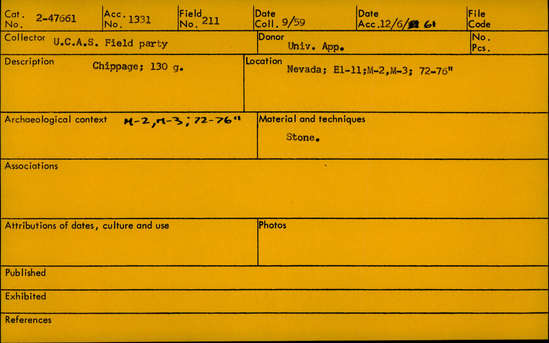 Cat. No. 2-47661 Acc. No. 1331 Field No. 211 Date Coll. 9/59 Date Acc. 12/6/ 61 File Code
Collector U.C.A.S. Field party Donor Univ. App. No. Pcs.
Description Chippage; 130 g. Location Nevada; El-11;M-2,M-3; 72-76"
Archaeological context M-2,M-3; 72-76" Material and techniques
Stone.
Associations
Attributions of dates, culture and use Photos
Published
Exhibited
References